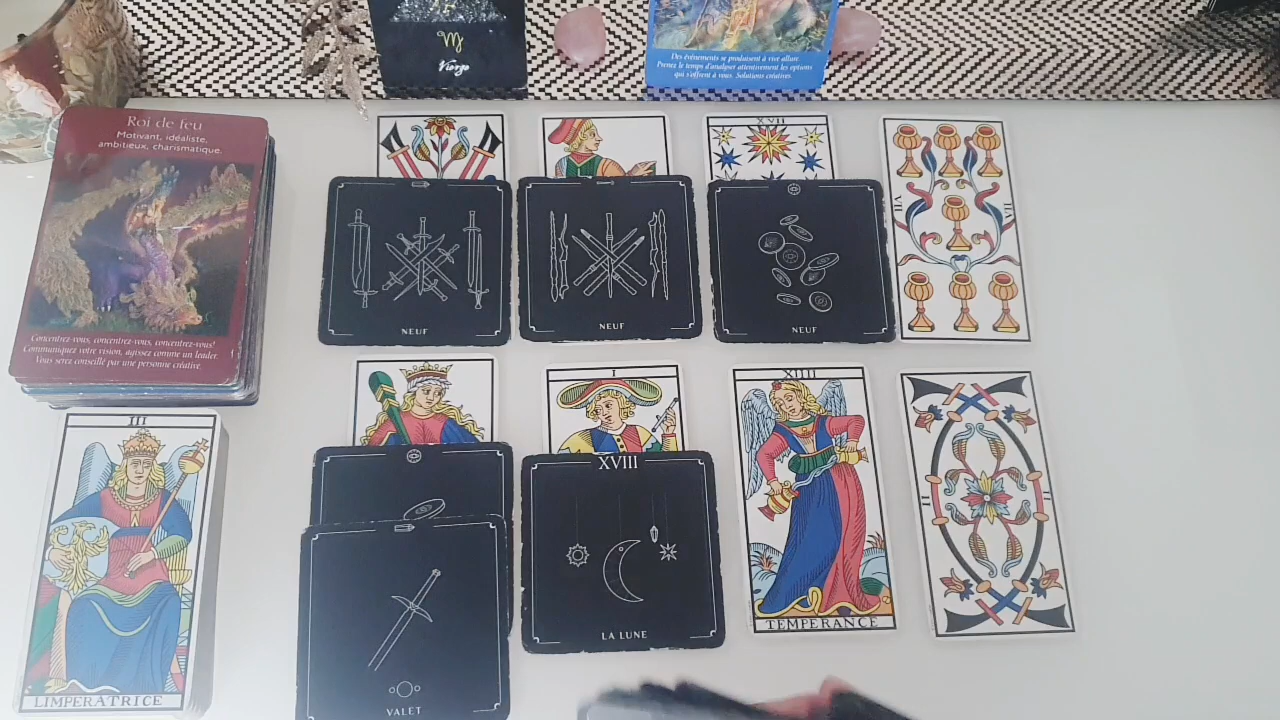 Vierge
Des événements se produisent à vive allure.
Prenez le temps d'analyser attentivement les options
qui s'offrent à vous. Solutions créatives.
Roi de feu
Motivant, idéaliste,
ambitieux, charismatique.
Concentrez-vous, concentrez-vous, concentrez-vous!
Communiquez votre vision, agissez comme un leader.
Vous serez conseillé par une personne créative.
XVII
VII
VII
NEUF
NEUF
NEUF
III
LIMPERATRICE
I
XIIII
TEMPERANCE
II
II
XVIII
LA LUNE
VALET